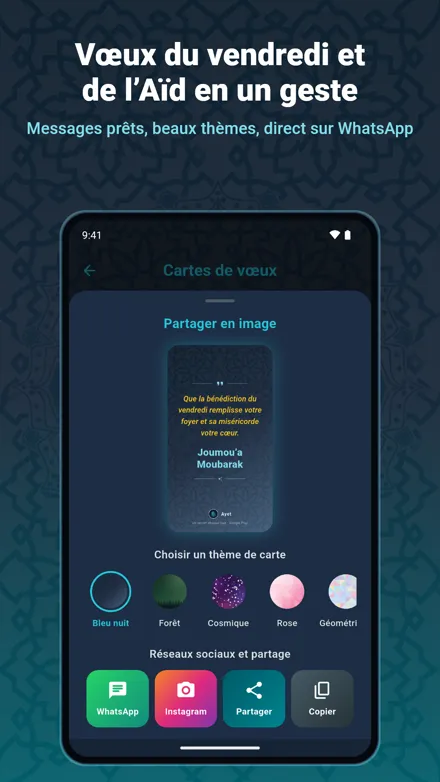 Vœux du vendredi et
de l’Aïd en un geste
Messages prêts, beaux thèmes, direct sur WhatsApp
9:41
Cartes de vœux
Partager en image
Que la bénédiction du
vendredi remplisse votre
foyer et sa miséricorde
votre cœur.
Joumou’a
Moubarak
Ayet
Choisir un thème de carte
Bleu nuit
Forêt
Cosmique
Rose
Géométri
Réseaux sociaux et partage
WhatsApp
Instagram
Partager
Copier